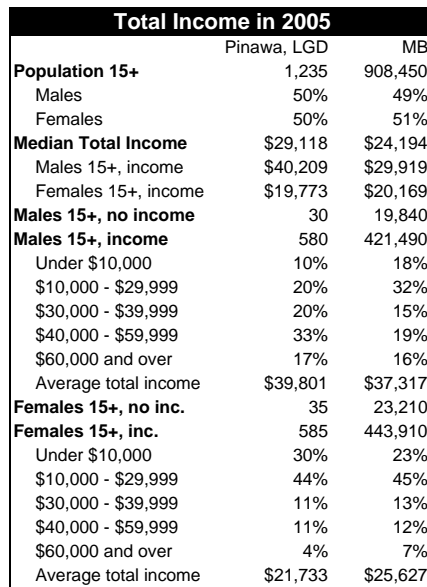 Total Income in 2005
Pinawa, LGD MB
Population 15+ 1,235 908,450
Males 50% 49%
Females 50% 51%
Median Total Income $29,118 $24,194
Males 15+, income $40,209 $29,919
Females 15+, income $19,773 $20,169
Males 15+, no income 30 19,840
Males 15+, income 580 421,490
Under $10,000 10% 18%
$10,000 - $29,999 20% 32%
$30,000 - $39,999 20% 15%
$40,000 - $59,999 33% 19%
$60,000 and over 17% 16%
Average total income $39,801 $37,317
Females 15+, no inc. 35 23,210
Females 15+, inc. 585 443,910
Under $10,000 30% 23%
$10,000 - $29,999 44% 45%
$30,000 - $39,999 11% 13%
$40,000 - $59,999 11% 12%
$60,000 and over 4% 7%
Average total income $21,733 $25,627